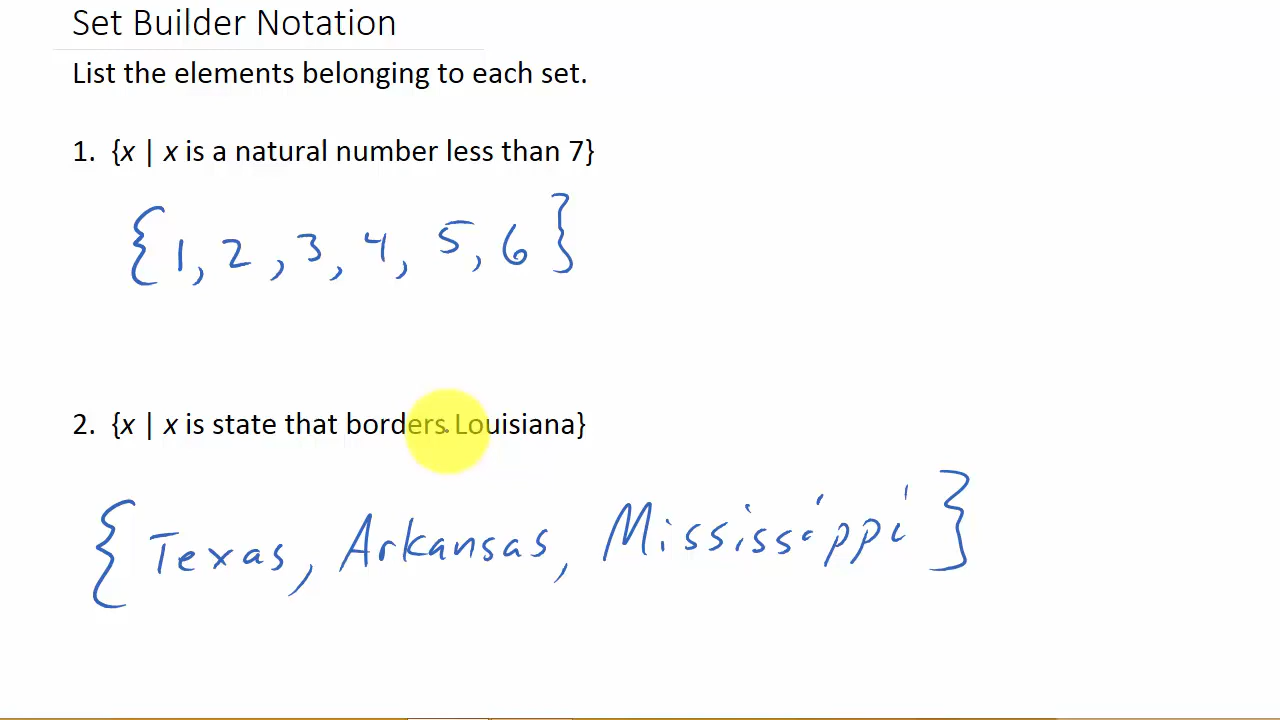 Set Builder Notation
List the elements belonging to each set.
1. {x | x is a natural number less than 7}
{1, 2, 3, 4, 5, 6}
2. {x | x is state that borders Louisiana}
{Texas, Arkansas, Mississippi}